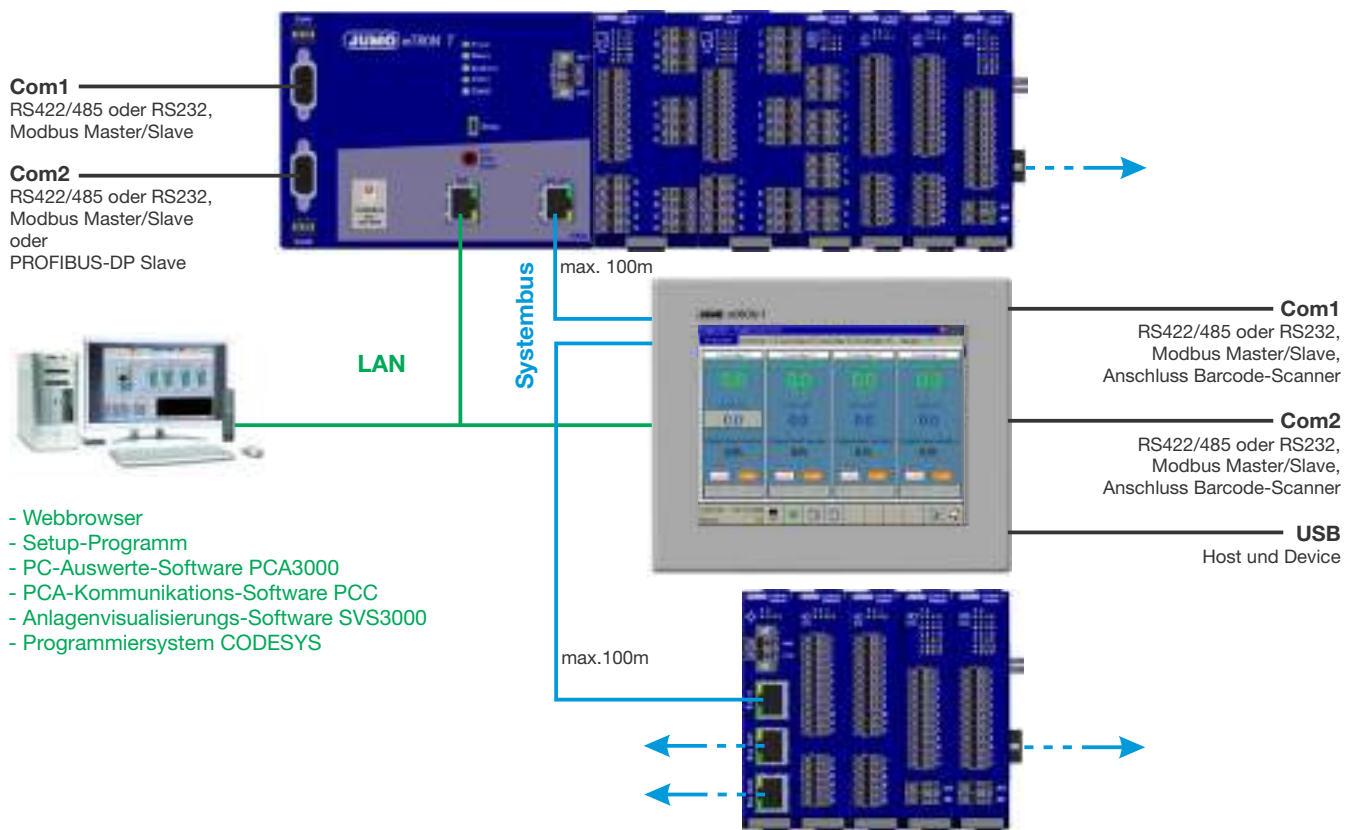 JUMO mTRON T
Com1
RS422/485 oder RS232,
Modbus Master/Slave
Com2
RS422/485 oder RS232,
Modbus Master/Slave
oder
PROFIBUS-DP Slave
max. 100m
Systembus
LAN
JUMO mTRON T
Com1
RS422/485 oder RS232,
Modbus Master/Slave,
Anschluss Barcode-Scanner
Com2
RS422/485 oder RS232,
Modbus Master/Slave,
Anschluss Barcode-Scanner
USB
Host und Device
- Webbrowser
- Setup-Programm
- PC-Auswerte-Software PCA3000
- PCA-Kommunikations-Software PCC
- Anlagenvisualisierungs-Software SVS3000
- Programmiersystem CODESYS
max.100m